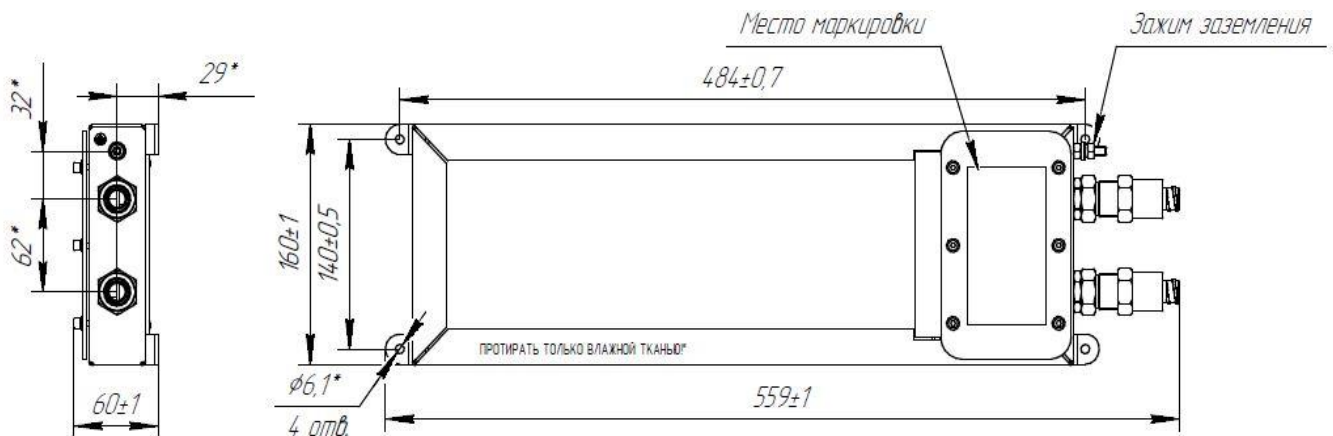 Место маркировки
Зажим заземления
29*
484±0,7
32*
62*
160±1
140±0,5
ПРОТИРАТЬ ТОЛЬКО ВЛАЖНОЙ ТКАНЬЮ!"
⌀6,1*
4 отв.
60±1
559±1